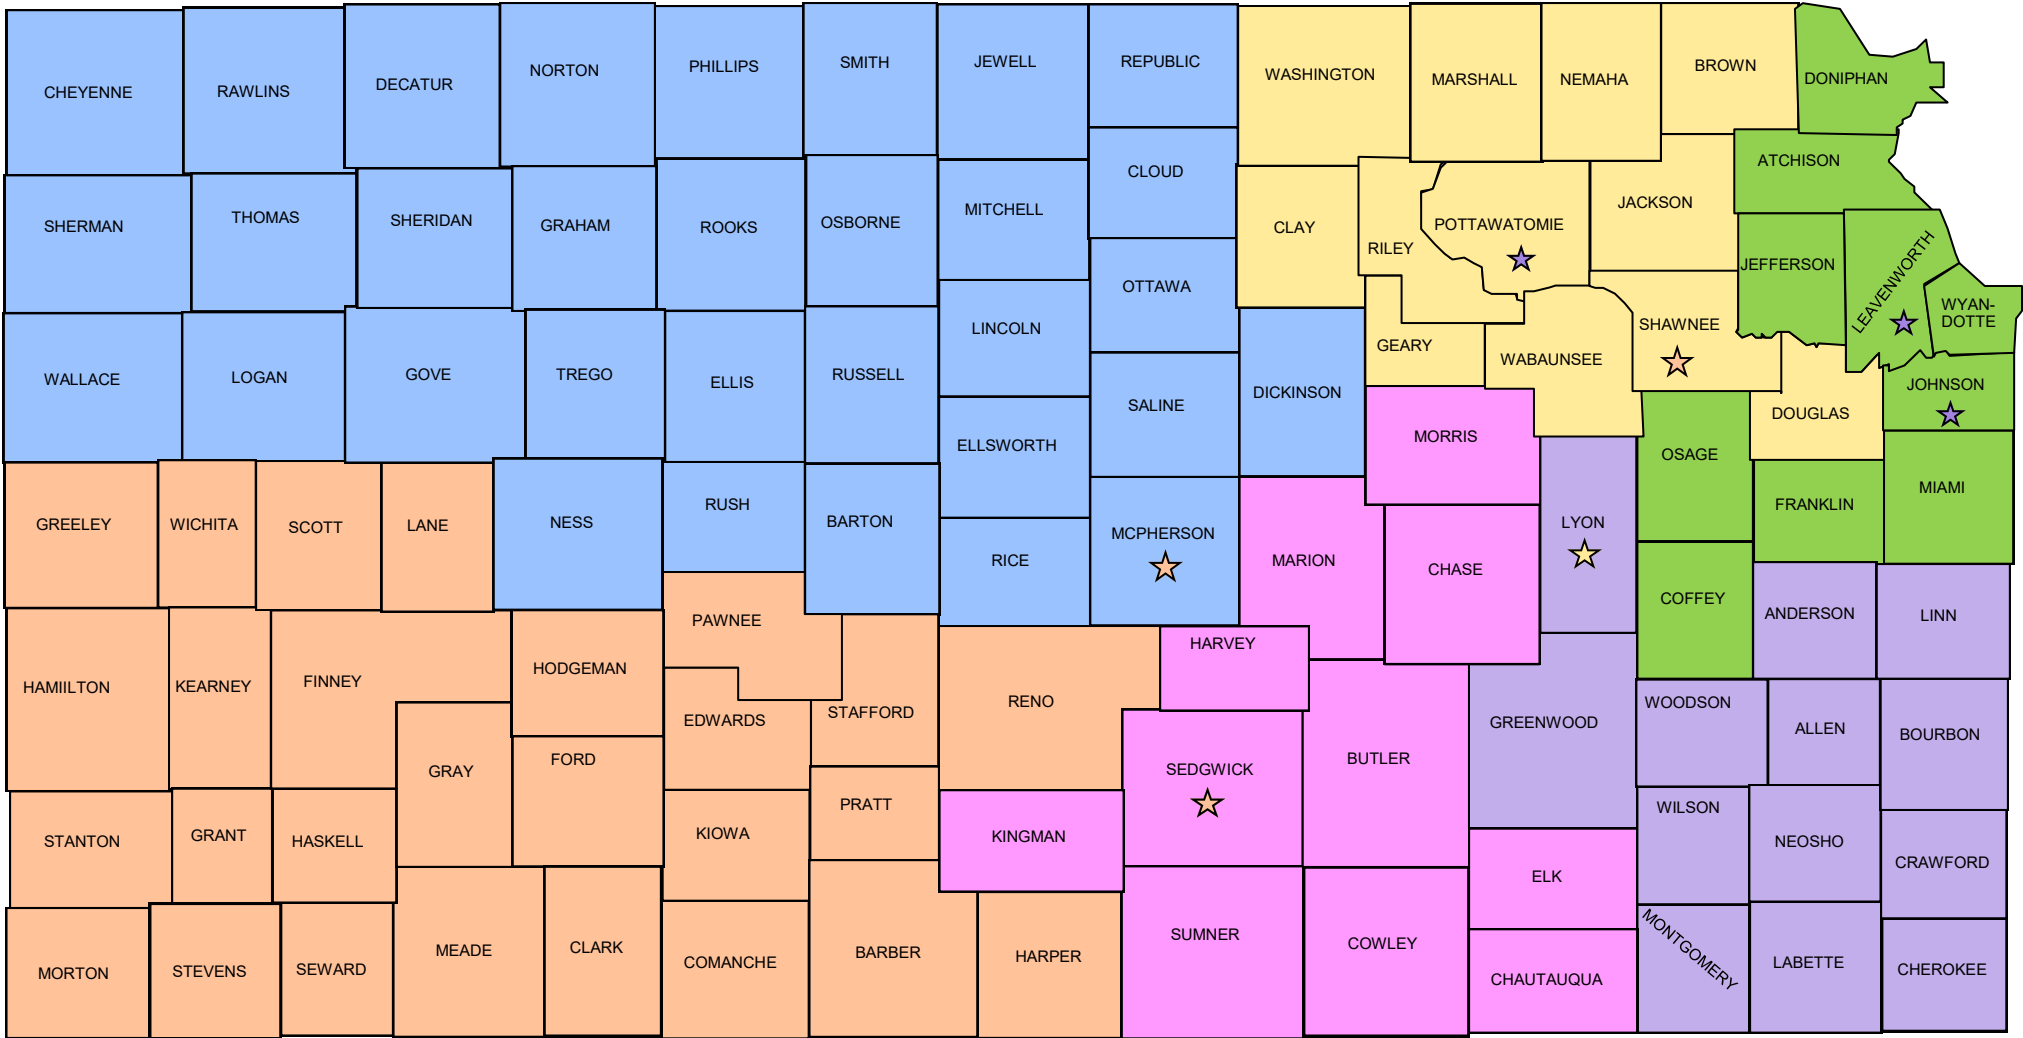 CHEYENNE
RAWLINS
DECATUR
NORTON
PHILLIPS
SMITH
JEWELL
REPUBLIC
WASHINGTON
MARSHALL
NEMAHA
BROWN
DONIPHAN
ATCHISON
CLOUD
SHERMAN
THOMAS
SHERIDAN
GRAHAM
ROOKS
OSBORNE
MITCHELL
CLAY
RILEY
POTTAWATOMIE
JACKSON
JEFFERSON
LEAVENWORTH
WYAN-
DOTTE
OTTAWA
LINCOLN
WALLACE
LOGAN
GOVE
TREGO
ELLIS
RUSSELL
GEARY
WABAUNSEE
SHAWNEE
JOHNSON
SALINE
DICKINSON
DOUGLAS
ELLSWORTH
MORRIS
OSAGE
MIAMI
GREELEY
WICHITA
SCOTT
LANE
NESS
RUSH
BARTON
RICE
MCPHERSON
MARION
CHASE
LYON
FRANKLIN
COFFEY
ANDERSON
LINN
PAWNEE
HARVEY
HAMIILTON
KEARNEY
FINNEY
HODGEMAN
EDWARDS
STAFFORD
RENO
GREENWOOD
WOODSON
ALLEN
BOURBON
GRAY
FORD
SEDGWICK
BUTLER
PRATT
STANTON
GRANT
HASKELL
KIOWA
KINGMAN
WILSON
NEOSHO
CRAWFORD
ELK
MORTON
STEVENS
SEWARD
MEADE
CLARK
COMANCHE
BARBER
HARPER
SUMNER
COWLEY
CHAUTAUQUA
MONTGOMERY
LABETTE
CHEROKEE